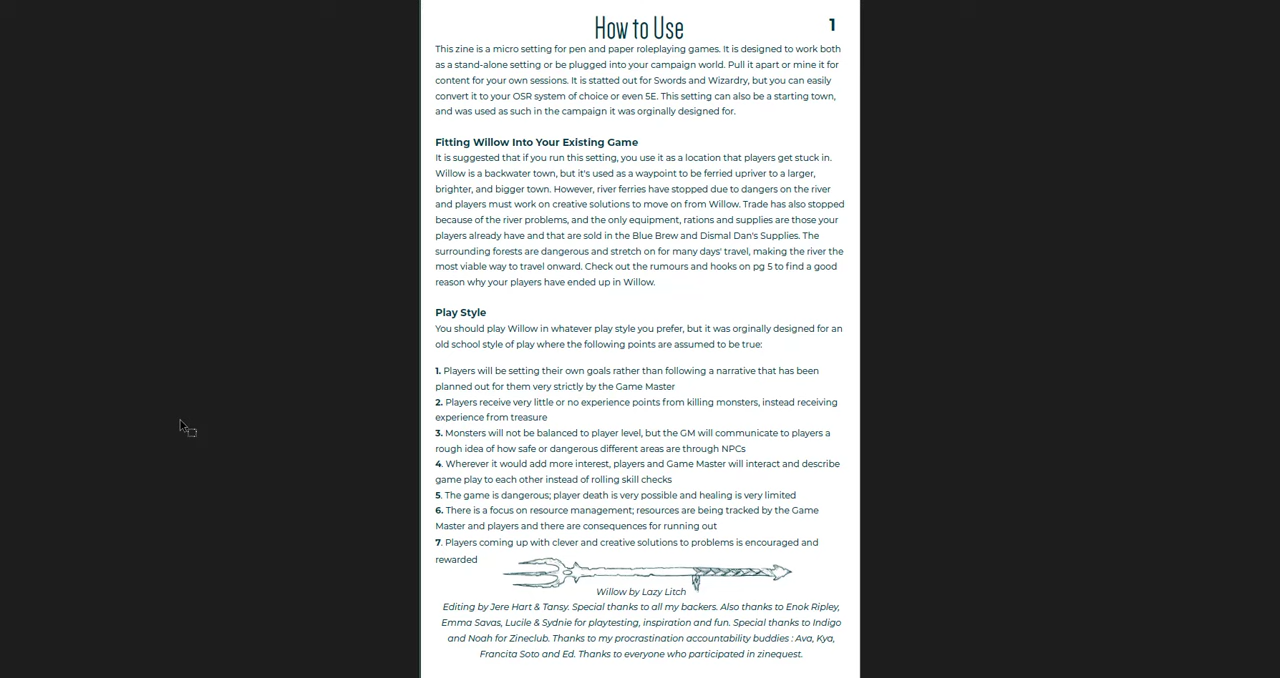 How to Use
1
This zine is a micro setting for pen and paper roleplaying games. It is designed to work both
as a stand-alone setting or be plugged into your campaign world. Pull it apart or mine it for
content for your own sessions. It is statted out for Swords and Wizardry, but you can easily
convert it to your OSR system of choice or even 5E. This setting can also be a starting town,
and was used as such in the campaign it was orginally designed for.
Fitting Willow Into Your Existing Game
It is suggested that if you run this setting, you use it as a location that players get stuck in.
Willow is a backwater town, but it's used as a waypoint to be ferried upriver to a larger,
brighter, and bigger town. However, river ferries have stopped due to dangers on the river
and players must work on creative solutions to move on from Willow. Trade has also stopped
because of the river problems, and the only equipment, rations and supplies are those your
players already have and that are sold in the Blue Brew and Dismal Dan's Supplies. The
surrounding forests are dangerous and stretch on for many days' travel, making the river the
most viable way to travel onward. Check out the rumours and hooks on pg 5 to find a good
reason why your players have ended up in Willow.
Play Style
You should play Willow in whatever play style you prefer, but it was orginally designed for an
old school style of play where the following points are assumed to be true:
1. Players will be setting their own goals rather than following a narrative that has been
planned out for them very strictly by the Game Master
2. Players receive very little or no experience points from killing monsters, instead receiving
experience from treasure
3. Monsters will not be balanced to player level, but the GM will communicate to players a
rough idea of how safe or dangerous different areas are through NPCs
4. Wherever it would add more interest, players and Game Master will interact and describe
game play to each other instead of rolling skill checks
5. The game is dangerous; player death is very possible and healing is very limited
6. There is a focus on resource management; resources are being tracked by the Game
Master and players and there are consequences for running out
7. Players coming up with clever and creative solutions to problems is encouraged and
rewarded
Willow by Lazy Litch
Editing by Jere Hart & Tansy. Special thanks to all my backers. Also thanks to Enok Ripley,
Emma Savas, Lucile & Sydnie for playtesting, inspiration and fun. Special thanks to Indigo
and Noah for Zineclub. Thanks to my procrastination accountability buddies : Ava, Kya,
Francita Soto and Ed. Thanks to everyone who participated in zinequest.